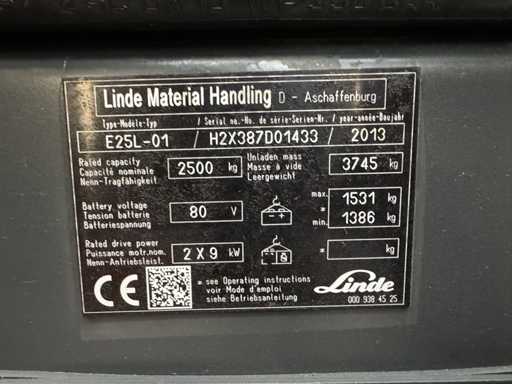 Linde Material Handling D - Aschaffenburg
Type-Modèle-Typ / Serial no.-No. de série-Serien-Nr. / year-année-Baujahr
E25L-01 / H2X387D01433 / 2013
Rated capacity
Capacité nominale
Nenn-Tragfähigkeit
2500 kg
Unladen mass
Masse à vide
Leergewicht
3745 kg
Battery voltage
Tension batterie
Batteriespannung
80 V
max. 1531 kg
min. 1386 kg
Rated drive power
Puissance motr.nom.
Nenn-Antriebsleist.
2 X 9 kW
* kg
CE
* see Operating instructions
voir Mode d'emploi
siehe Betriebsanleitung
Linde
000 938 45 25